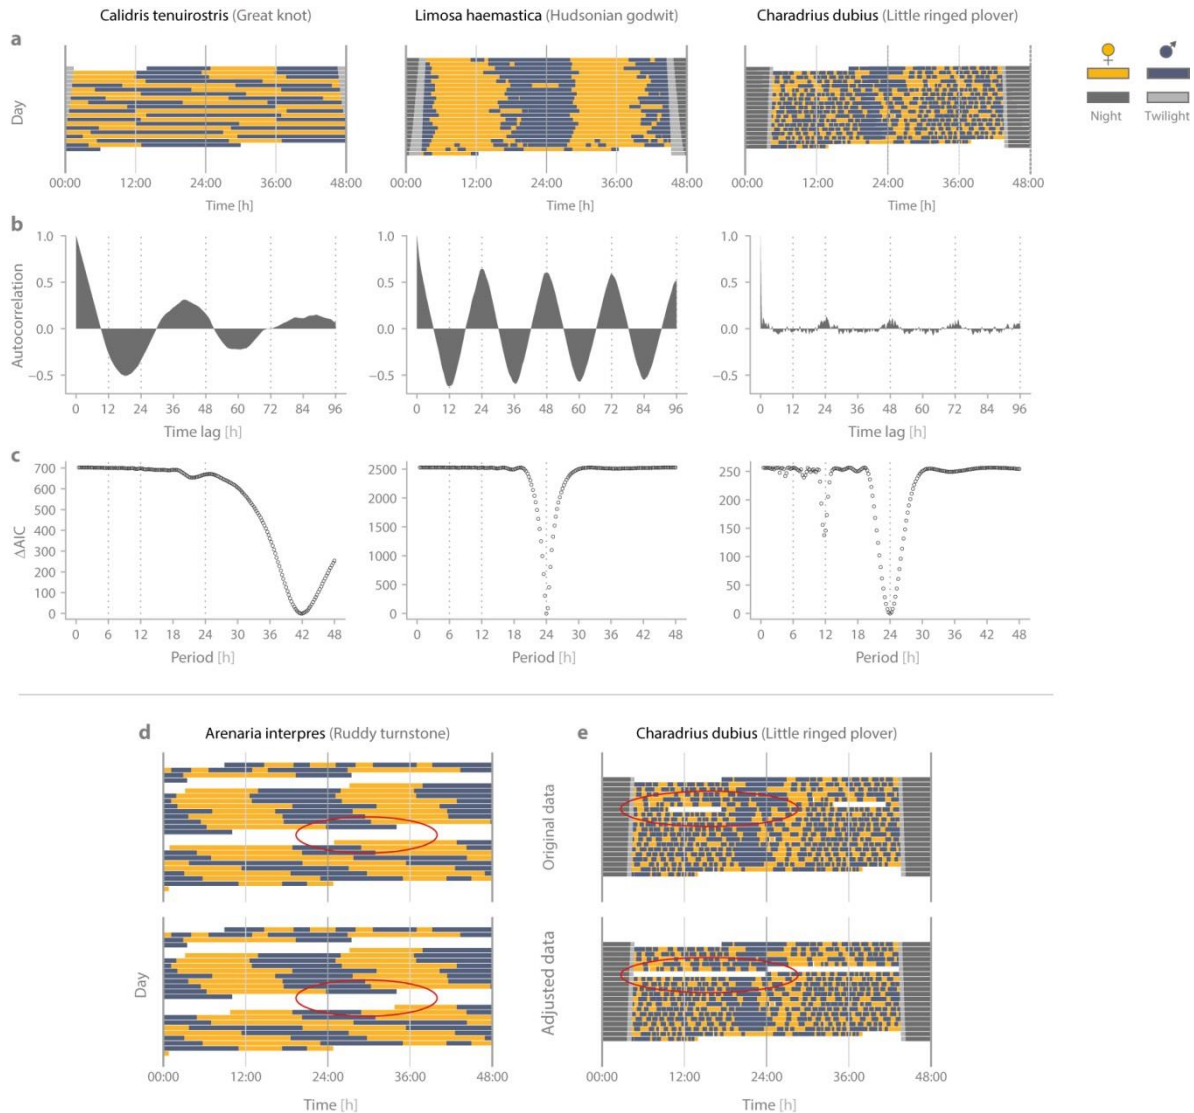 Calidris tenuirostris (Great knot) Limosa haemastica (Hudsonian godwit) Charadrius dubius (Little ringed plover)
a
Day
♀ ♂
Night Twilight
00:00 12:00 24:00 36:00 48:00 00:00 12:00 24:00 36:00 48:00 00:00 12:00 24:00 36:00 48:00
Time [h] Time [h] Time [h]
b
Autocorrelation
1.0 1.0 1.0
0.5 0.5 0.5
0.0 0.0 0.0
−0.5 −0.5 −0.5
0 12 24 36 48 60 72 84 96 0 12 24 36 48 60 72 84 96 0 12 24 36 48 60 72 84 96
Time lag [h] Time lag [h] Time lag [h]
c
ΔAIC
700 2500 250
600 2000 200
500 1500 150
400 1000 100
300 500 50
200 0 0
100
0
0 6 12 18 24 30 36 42 48 0 6 12 18 24 30 36 42 48 0 6 12 18 24 30 36 42 48
Period [h] Period [h] Period [h]
d Arenaria interpres (Ruddy turnstone) e Charadrius dubius (Little ringed plover)
Original data
Day
Adjusted data
00:00 12:00 24:00 36:00 48:00 00:00 12:00 24:00 36:00 48:00
Time [h] Time [h]